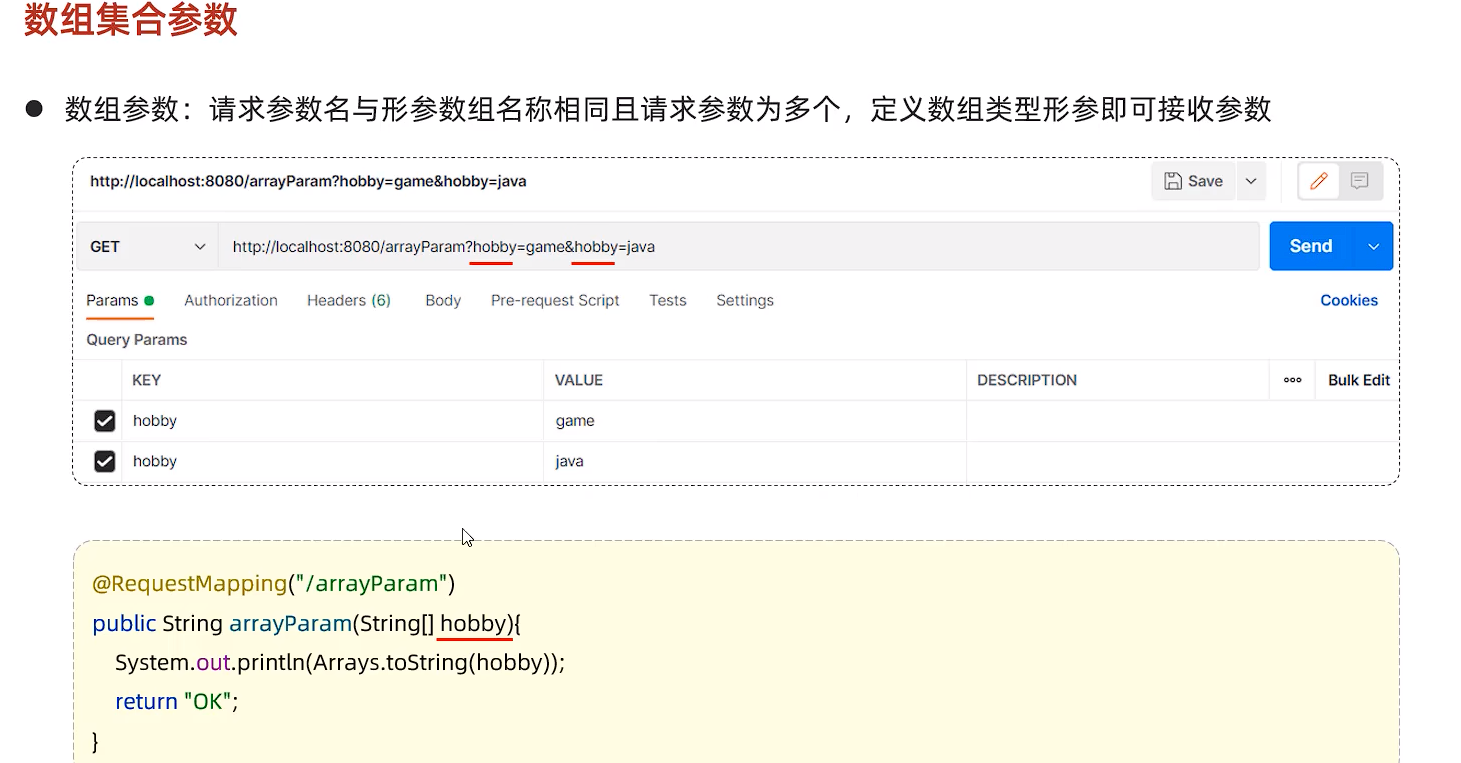 数组集合参数
● 数组参数：请求参数名与形参数组名称相同且请求参数为多个，定义数组类型形参即可接收参数
http://localhost:8080/arrayParam?hobby=game&hobby=java Save
GET http://localhost:8080/arrayParam?hobby=game&hobby=java Send
Params Authorization Headers (6) Body Pre-request Script Tests Settings Cookies
Query Params
KEY VALUE DESCRIPTION ooo Bulk Edit
hobby game
hobby java
@RequestMapping("/arrayParam")
public String arrayParam(String[] hobby){
System.out.println(Arrays.toString(hobby));
return "OK";
}